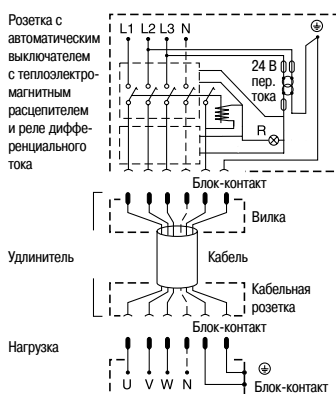 Розетка с
автоматическим
выключателем
с теплоэлектро-
магнитным
расцепителем
и реле диффе-
ренциального
тока
L1 L2 L3 N
24 В
пер.
тока
R
Блок-контакт
Вилка
Удлинитель
Кабель
Кабельная
розетка
Блок-контакт
Нагрузка
U V W N
Блок-контакт